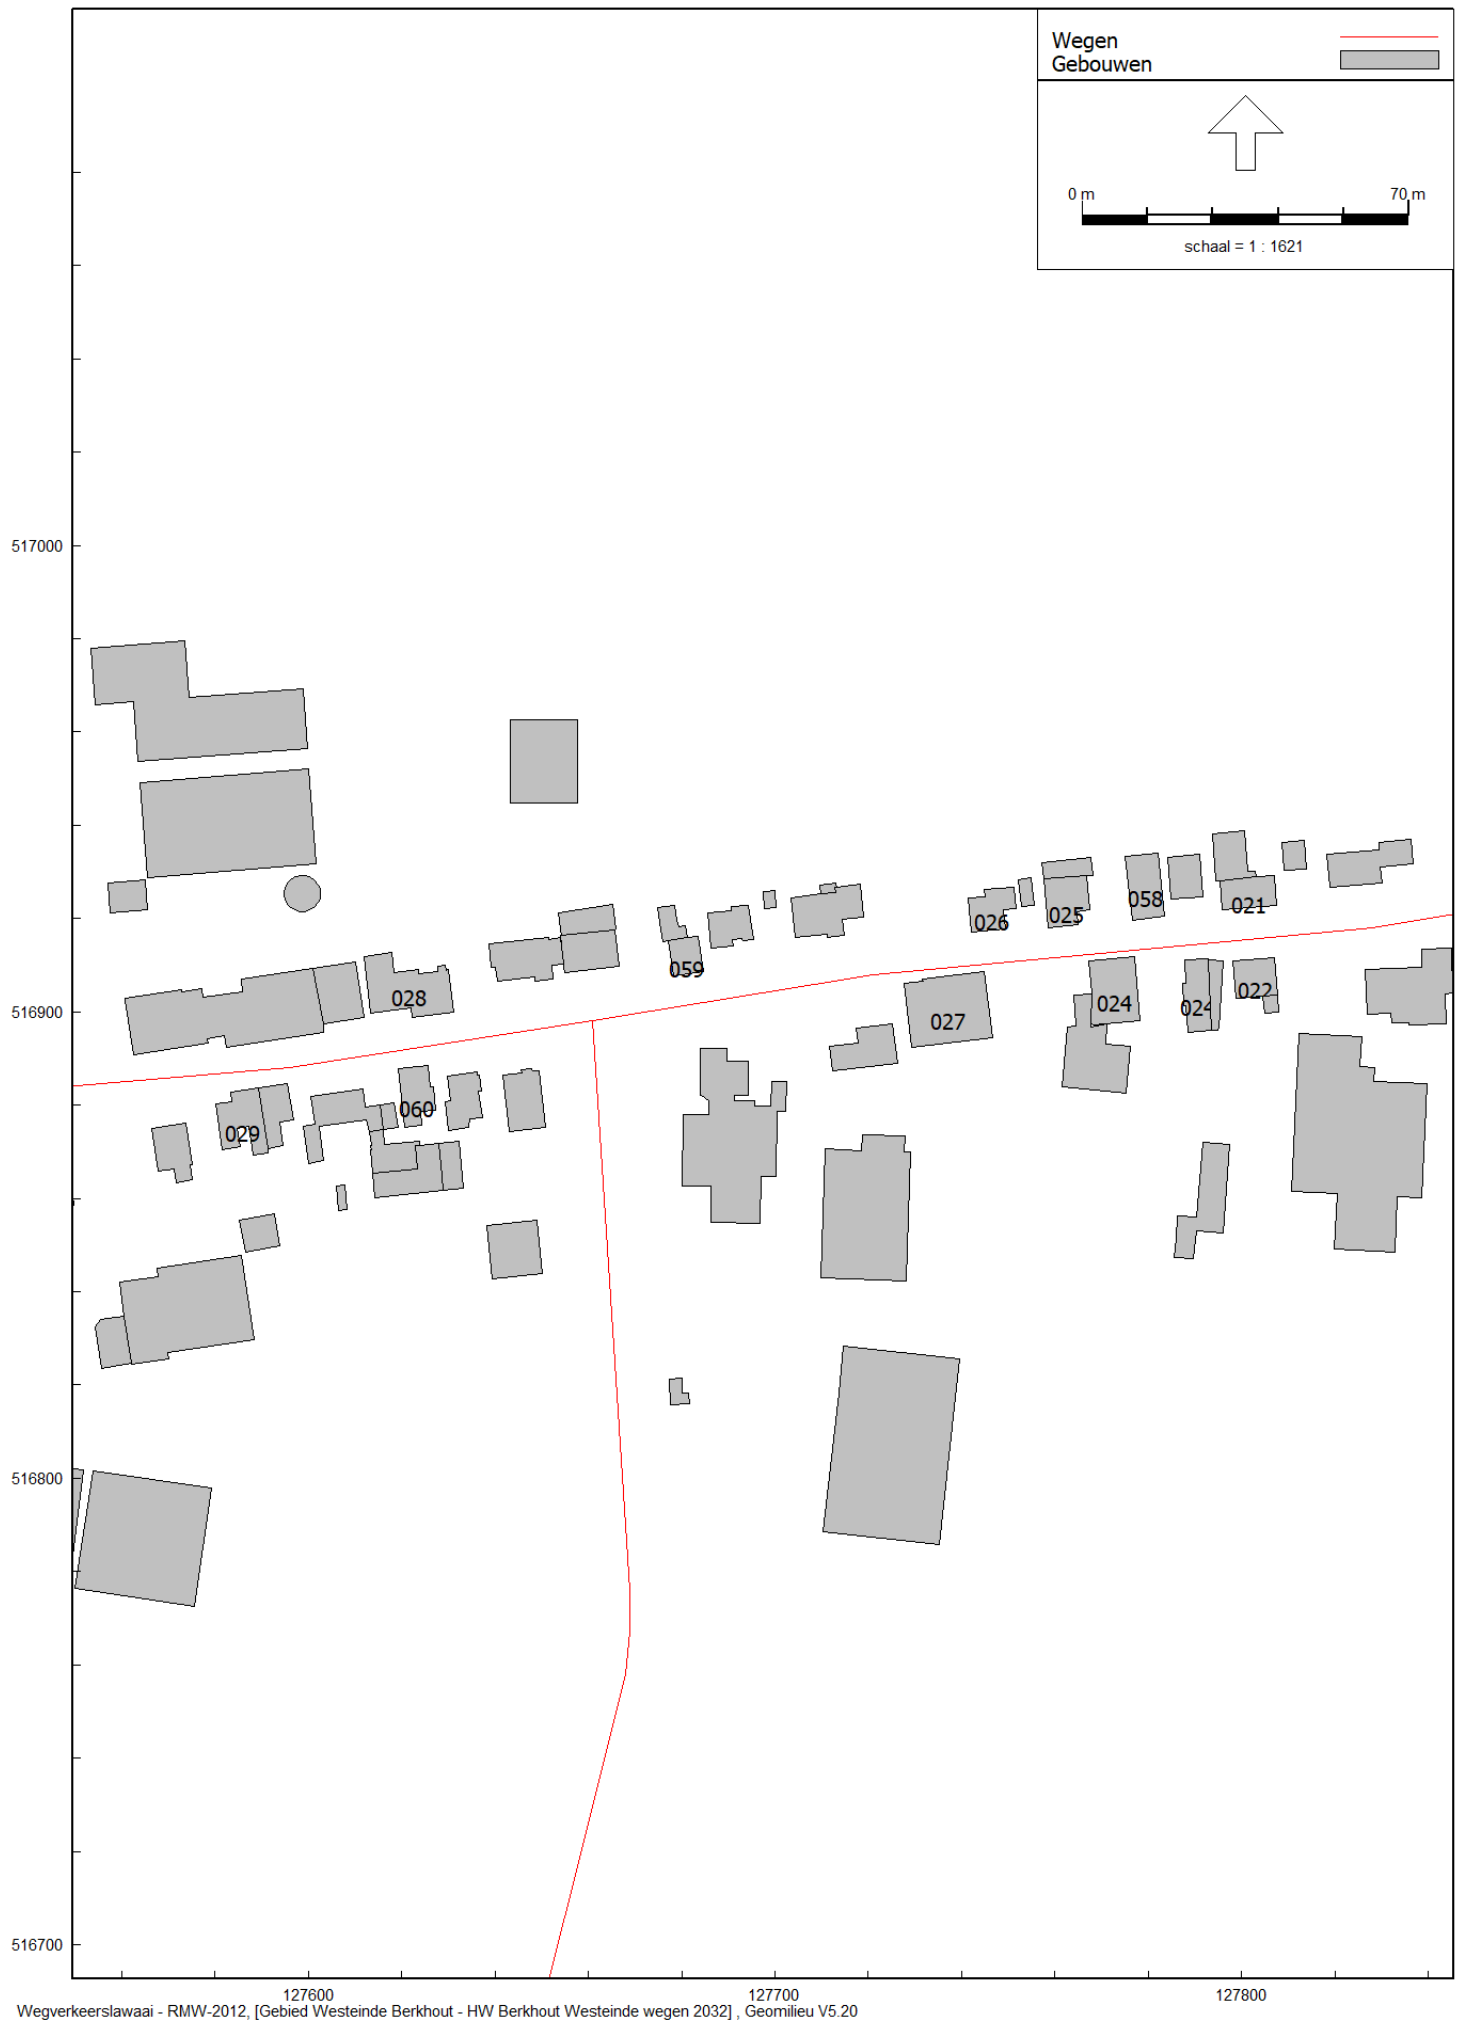 Wegen
Gebouwen
0 m 70 m
schaal = 1 : 1621
517000
058
021
025
026
059
028
516900
022
024
024
027
060
029
516800
516700
127600 127700 127800
Wegverkeerslawaai - RMW-2012, [Gebied Westeinde Berkhout - HW Berkhout Westeinde wegen 2032] , Geomilieu V5.20